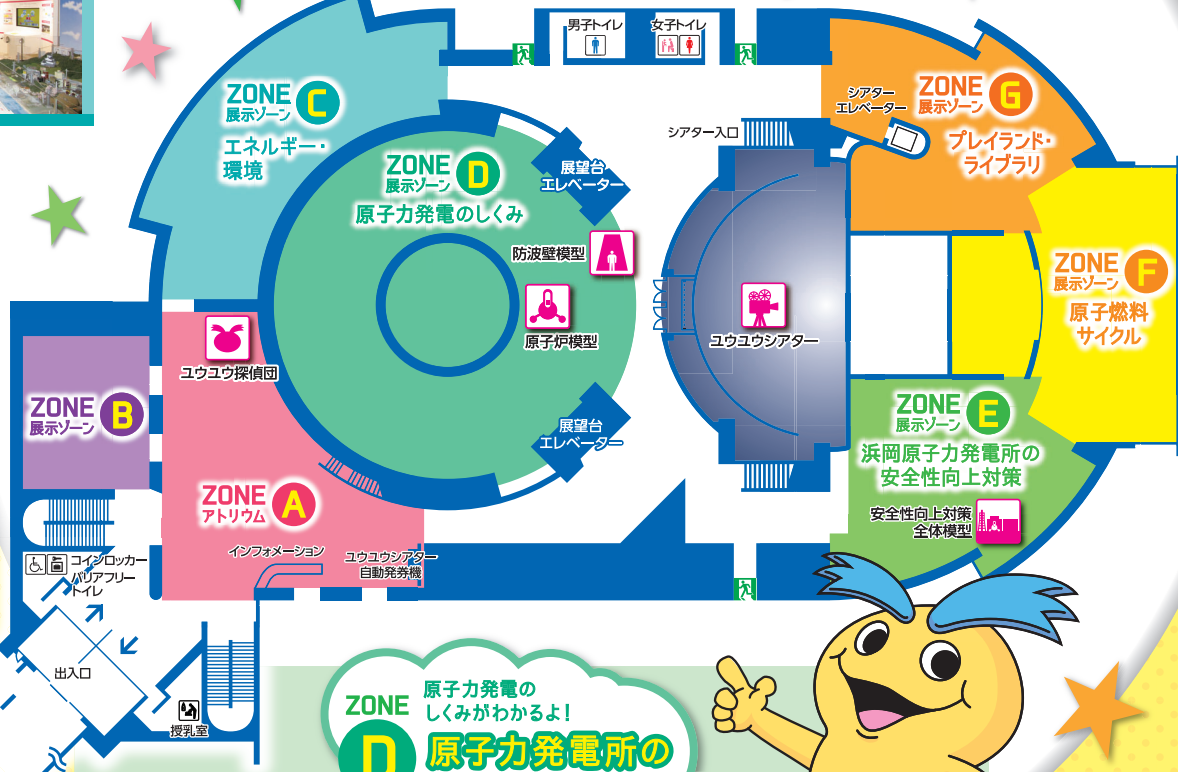 男子トイレ
女子トイレ
ZONE C
展示ゾーン
エネルギー・
環境
ZONE D
展示ゾーン
原子力発電のしくみ
展望台
エレベーター
シアター入口
シアター
エレベーター
ZONE G
展示ゾーン
プレイランド・
ライブラリ
防波壁模型
原子炉模型
ユウユウシアター
ZONE F
展示ゾーン
原子燃料
サイクル
ユウユウ探偵団
ZONE B
展示ゾーン
展望台
エレベーター
ZONE E
展示ゾーン
浜岡原子力発電所の
安全性向上対策
安全性向上対策
全体模型
ZONE A
アトリウム
インフォメーション
ユウユウシアター
自動発券機
コインロッカー
バリアフリー
トイレ
出入口
授乳室
ZONE
D
原子力発電の
しくみがわかるよ!
原子力発電所の